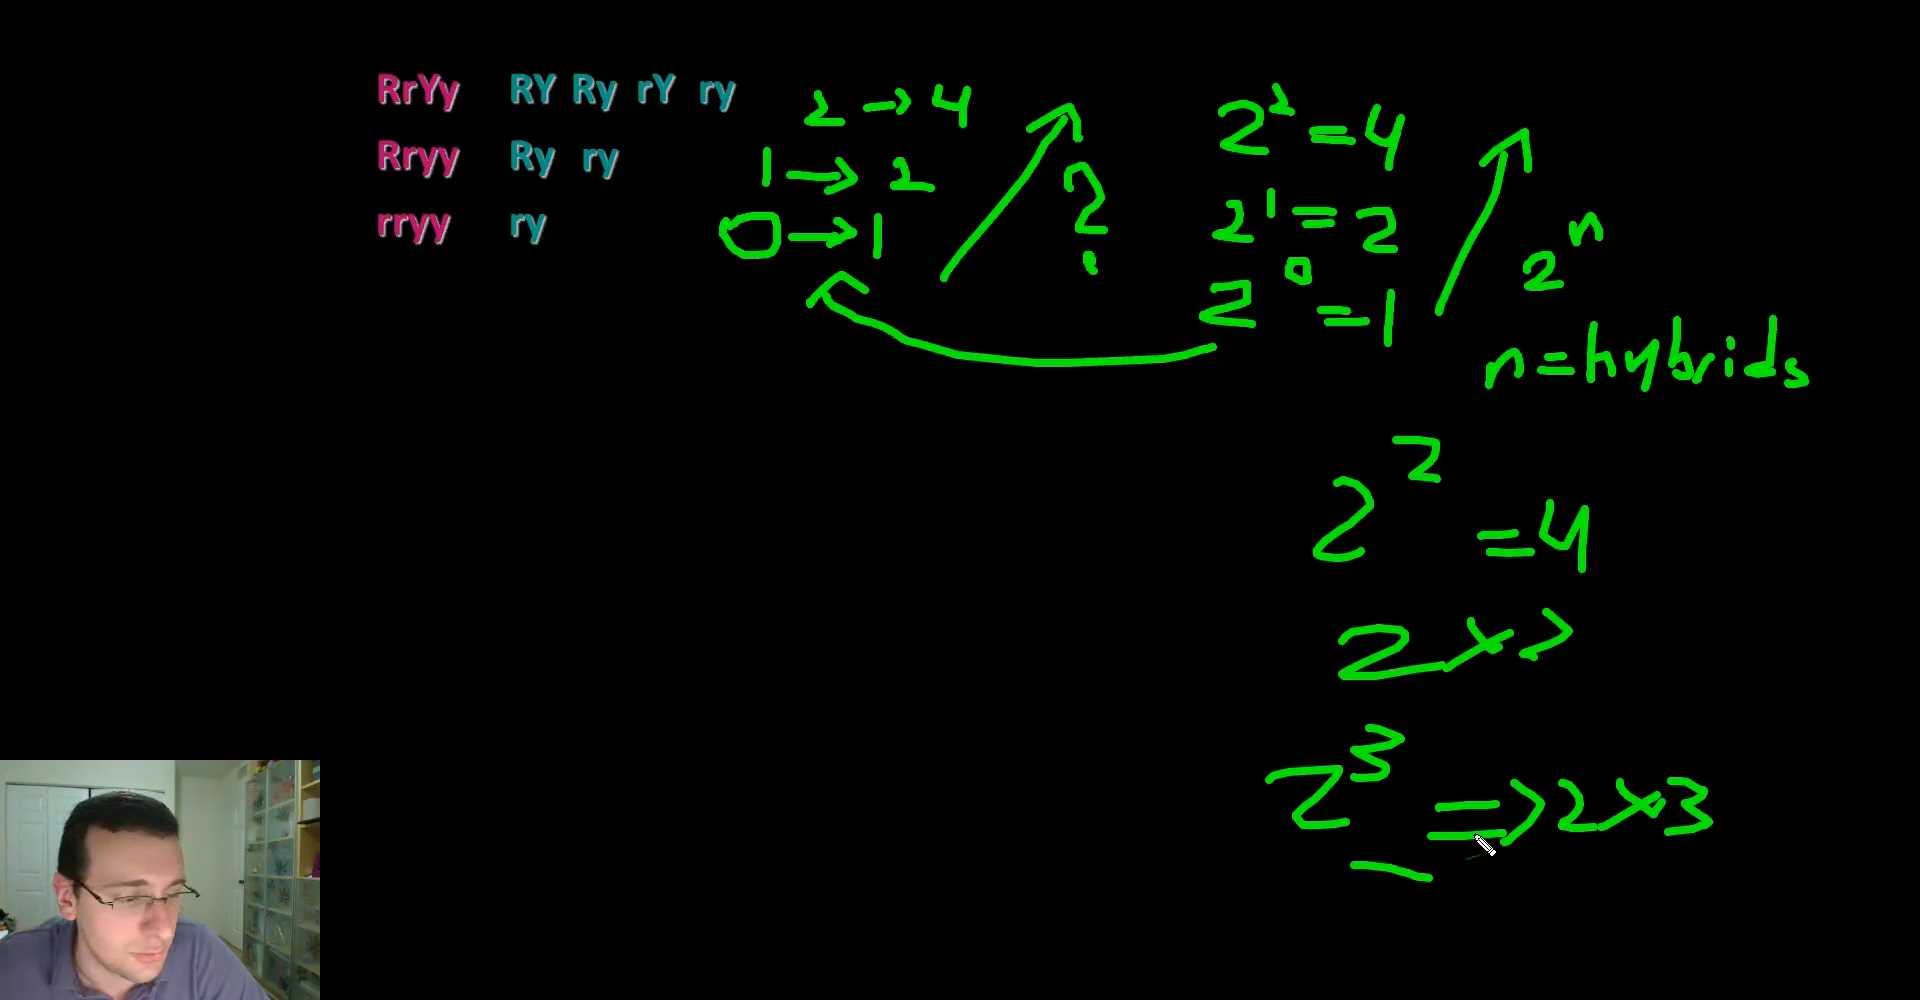 RrYy RY Ry rY ry 2 → 4
Rryy Ry ry 1 → 2
rryy ry 0 → 1
?
2² = 4
2¹ = 2
2⁰ = 1
2ⁿ
n = hybrids
2² = 4
2 x 2
2³ => 2 x 3